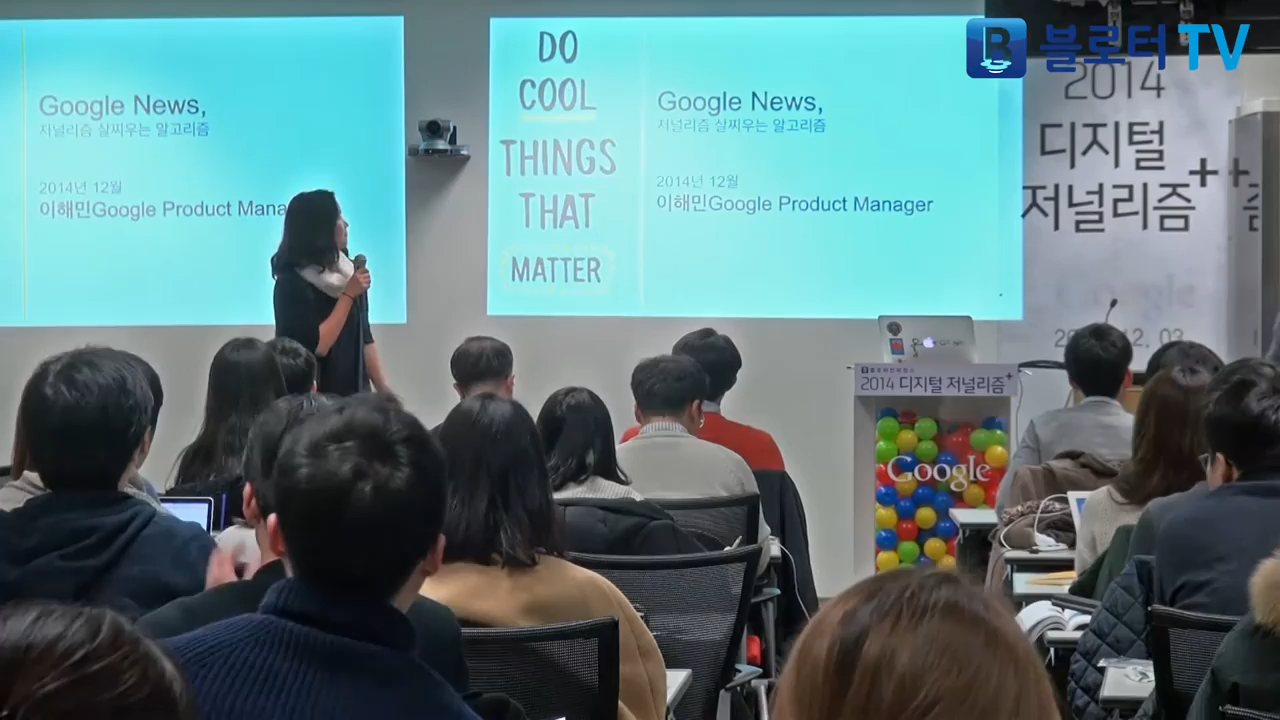 Google News,
저널리즘 살찌우는 알고리즘
2014년 12월
이해민Google Product Mana
DO
COOL
THINGS
THAT
MATTER
Google News,
저널리즘 살찌우는 알고리즘
2014년 12월
이해민Google Product Manager
B 블로터 TV
2014
디지털
저널리즘++
Google
2014 디지털 저널리즘+
Google